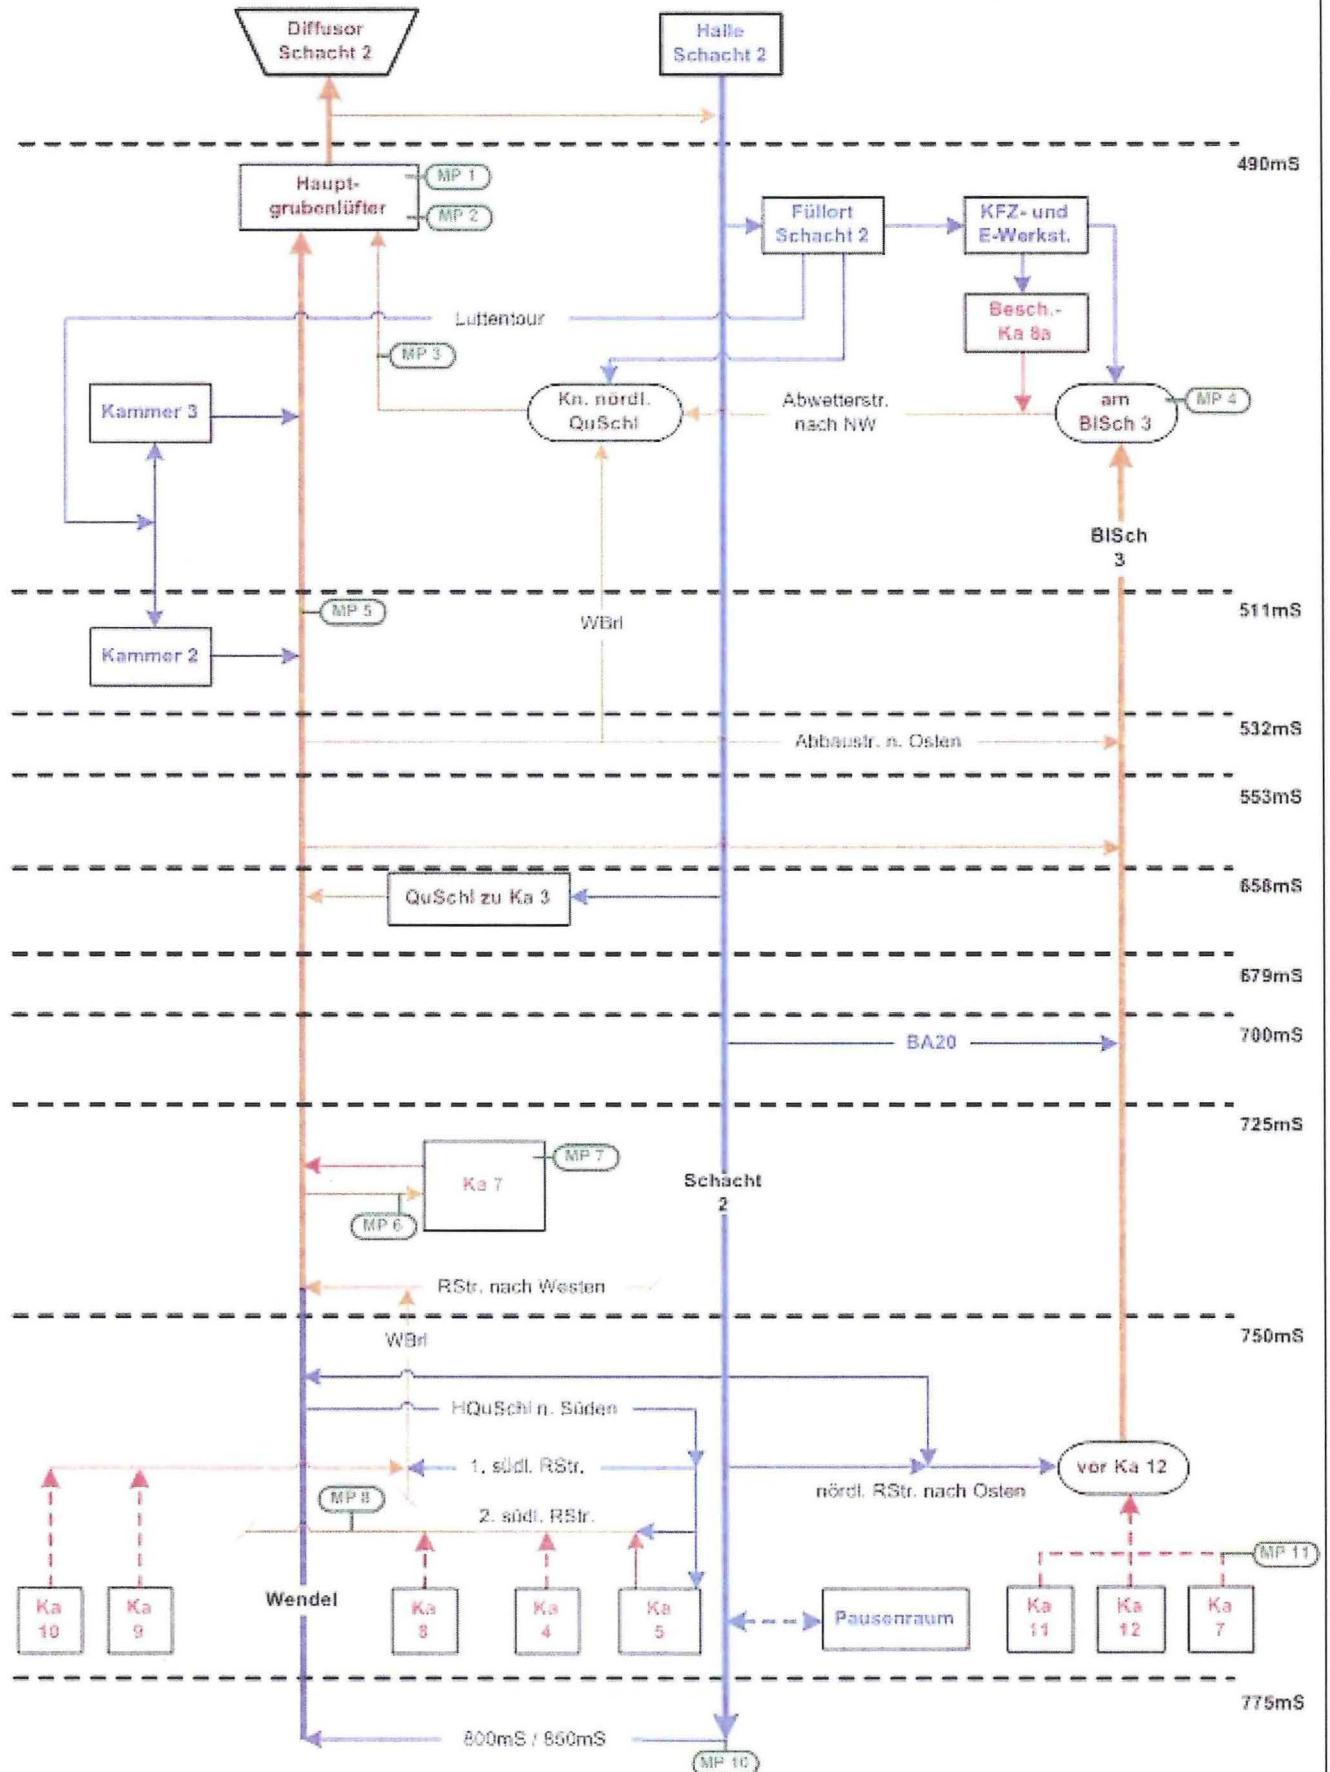 Diffusor
Schacht 2
Halle
Schacht 2
490mS
Haupt-
grubenlüfter
MP 1
MP 2
Füllort
Schacht 2
KFZ- und
E-Werkst.
Besch.-
Ka 8a
Luttentour
MP 3
Kammer 3
Kn. nördl.
QuSchl
Abwetterstr.
nach NW
am
BlSch 3
MP 4
BlSch
3
511mS
MP 5
WBrl
Kammer 2
532mS
Abbaustr. n. Osten
553mS
658mS
QuSchl zu Ka 3
679mS
700mS
BA20
725mS
MP 7
Ka 7
MP 6
Schacht
2
RStr. nach Westen
750mS
WBrl
HQuSchl n. Süden
1. südl. RStr.
vor Ka 12
nördl. RStr. nach Osten
MP 8
2. südl. RStr.
MP 11
Wendel
Ka
10
Ka
9
Ka
8
Ka
4
Ka
5
Pausenraum
Ka
11
Ka
12
Ka
7
775mS
800mS / 850mS
MP 10